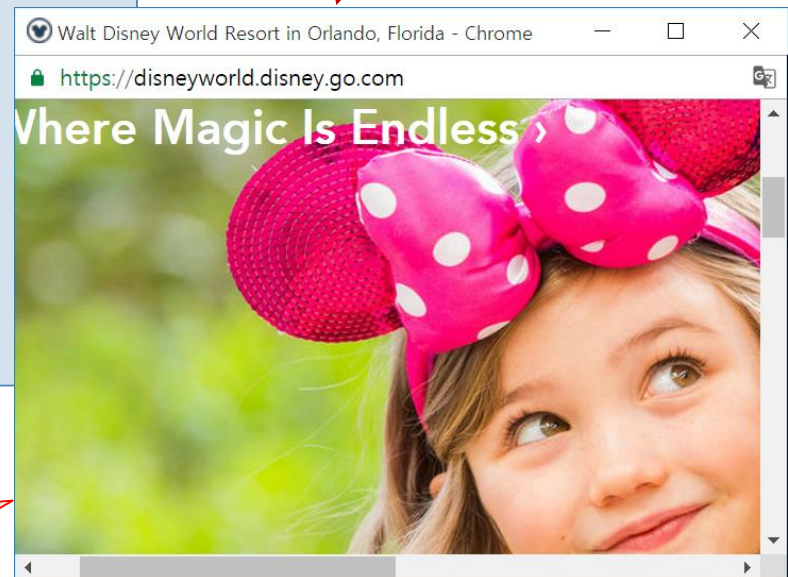 Walt Disney World Resort in Orlando, Florida - Chrome
https://disneyworld.disney.go.com
Where Magic Is Endless ›